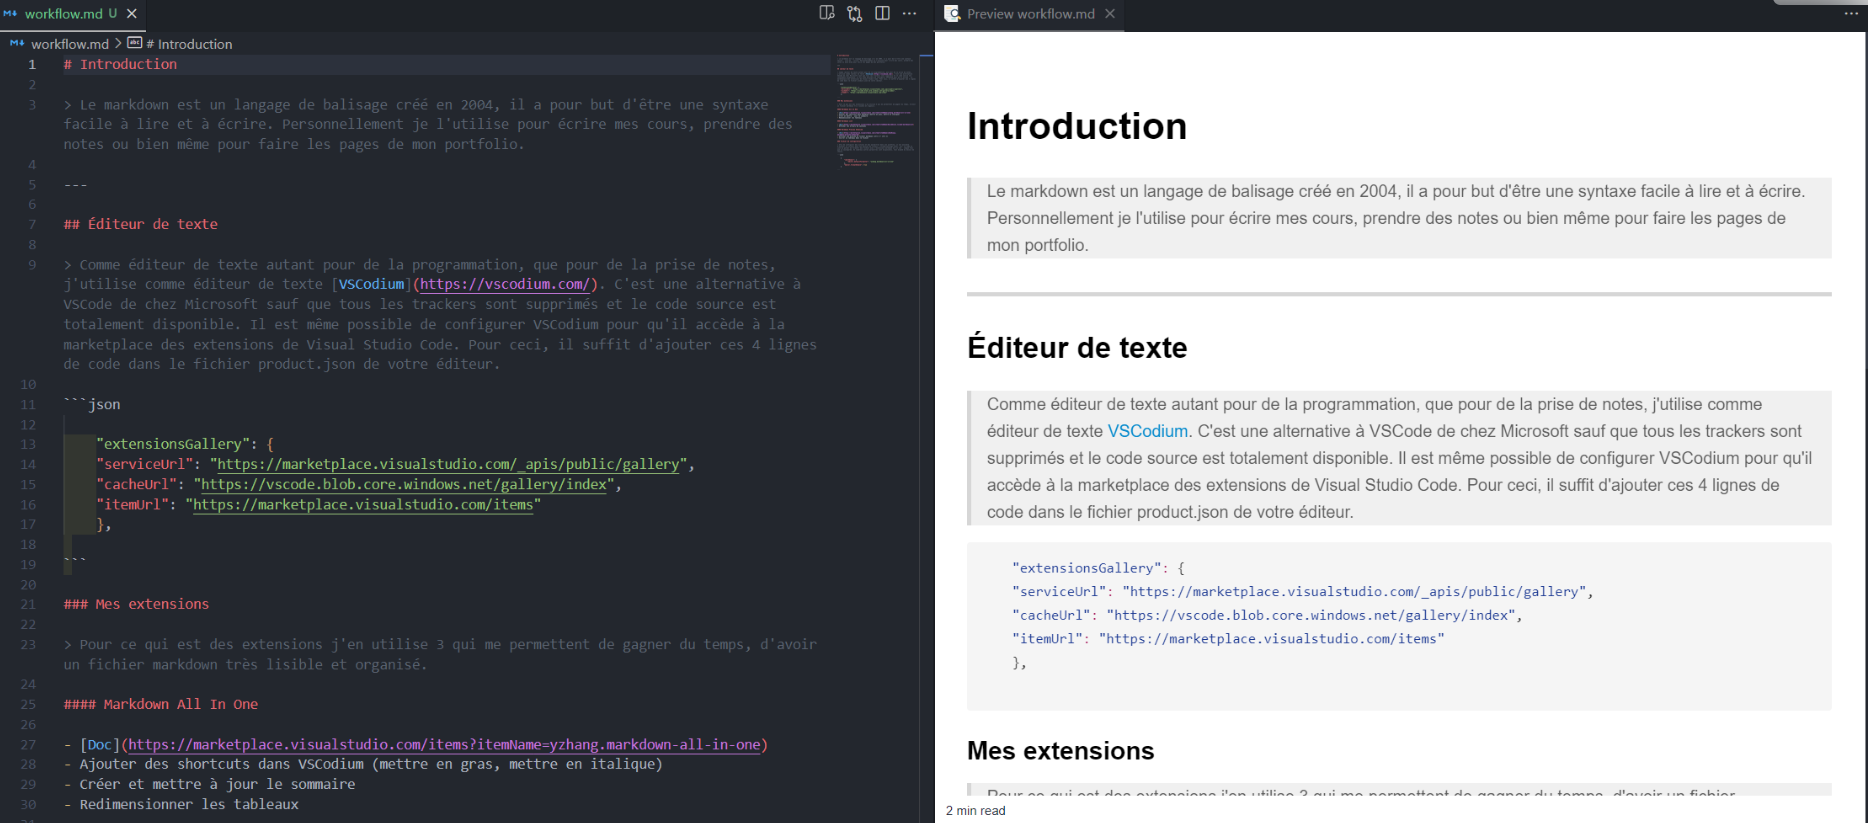 workflow.md U
workflow.md > # Introduction
1 # Introduction
2
3 > Le markdown est un langage de balisage créé en 2004, il a pour but d'être une syntaxe
facile à lire et à écrire. Personnellement je l'utilise pour écrire mes cours, prendre des
notes ou bien même pour faire les pages de mon portfolio.
4
5 ---
6
7 ## Éditeur de texte
8
9 > Comme éditeur de texte autant pour de la programmation, que pour de la prise de notes,
j'utilise comme éditeur de texte [VSCodium](https://vscodium.com/). C'est une alternative à
VSCode de chez Microsoft sauf que tous les trackers sont supprimés et le code source est
totalement disponible. Il est même possible de configurer VSCodium pour qu'il accède à la
marketplace des extensions de Visual Studio Code. Pour ceci, il suffit d'ajouter ces 4 lignes
de code dans le fichier product.json de votre éditeur.
10
11 ```json
12
13 "extensionsGallery": {
14 "serviceUrl": "https://marketplace.visualstudio.com/_apis/public/gallery",
15 "cacheUrl": "https://vscode.blob.core.windows.net/gallery/index",
16 "itemUrl": "https://marketplace.visualstudio.com/items"
17 },
18
19 ```
20
21 ### Mes extensions
22
23 > Pour ce qui est des extensions j'en utilise 3 qui me permettent de gagner du temps, d'avoir
un fichier markdown très lisible et organisé.
24
25 #### Markdown All In One
26
27 - [Doc](https://marketplace.visualstudio.com/items?itemName=yzhang.markdown-all-in-one)
28 - Ajouter des shortcuts dans VSCodium (mettre en gras, mettre en italique)
29 - Créer et mettre à jour le sommaire
30 - Redimensionner les tableaux
Preview workflow.md
Introduction
Le markdown est un langage de balisage créé en 2004, il a pour but d'être une syntaxe facile à lire et à écrire.
Personnellement je l'utilise pour écrire mes cours, prendre des notes ou bien même pour faire les pages de
mon portfolio.
Éditeur de texte
Comme éditeur de texte autant pour de la programmation, que pour de la prise de notes, j'utilise comme
éditeur de texte VSCodium. C'est une alternative à VSCode de chez Microsoft sauf que tous les trackers sont
supprimés et le code source est totalement disponible. Il est même possible de configurer VSCodium pour qu'il
accède à la marketplace des extensions de Visual Studio Code. Pour ceci, il suffit d'ajouter ces 4 lignes de
code dans le fichier product.json de votre éditeur.
"extensionsGallery": {
"serviceUrl": "https://marketplace.visualstudio.com/_apis/public/gallery",
"cacheUrl": "https://vscode.blob.core.windows.net/gallery/index",
"itemUrl": "https://marketplace.visualstudio.com/items"
},
Mes extensions
Pour ce qui est des extensions j'en utilise 3 qui me permettent de gagner du temps, d'avoir un fichier
2 min read